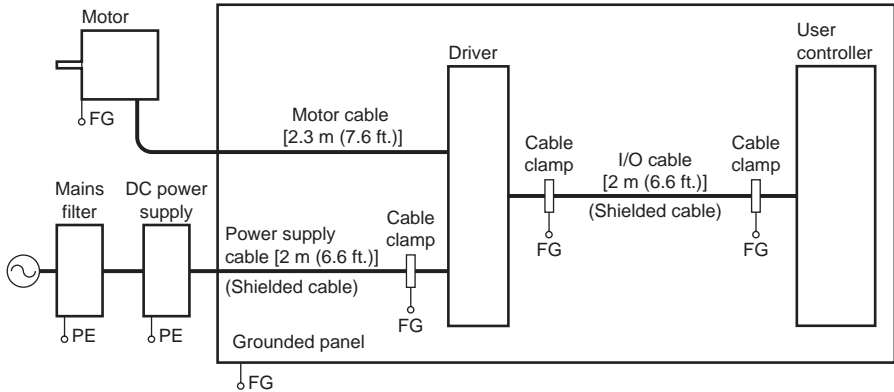 Motor
FG
Motor cable
[2.3 m (7.6 ft.)]
Driver
User
controller
Cable
clamp
FG
I/O cable
[2 m (6.6 ft.)]
(Shielded cable)
Cable
clamp
FG
Mains
filter
PE
DC power
supply
PE
Power supply
cable [2 m (6.6 ft.)]
(Shielded cable)
Cable
clamp
FG
Grounded panel
FG